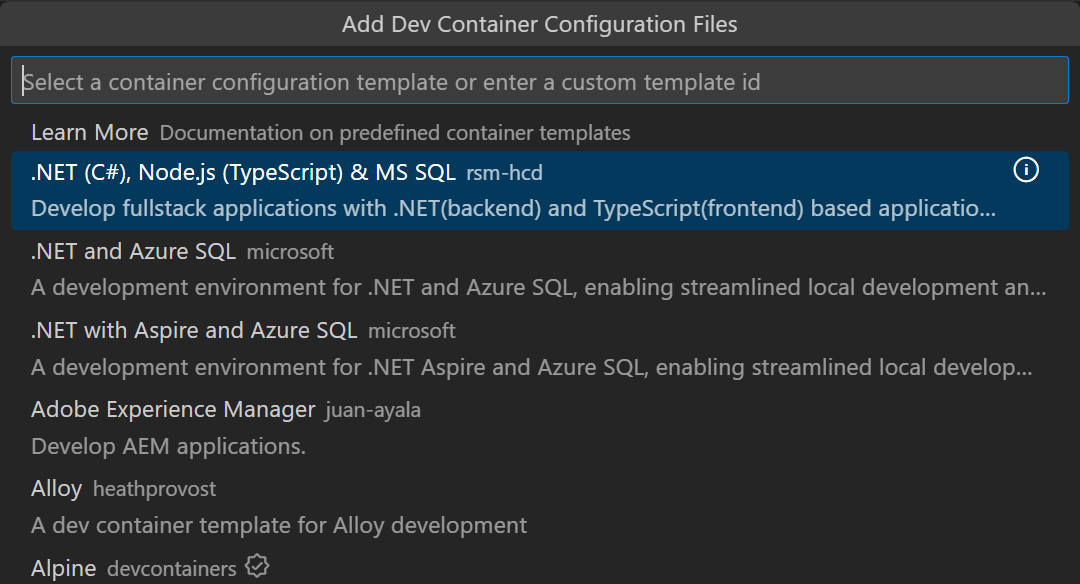 Add Dev Container Configuration Files
Select a container configuration template or enter a custom template id
Learn More Documentation on predefined container templates
.NET (C#), Node.js (TypeScript) & MS SQL rsm-hcd
Develop fullstack applications with .NET(backend) and TypeScript(frontend) based applicatio...
.NET and Azure SQL microsoft
A development environment for .NET and Azure SQL, enabling streamlined local development an...
.NET with Aspire and Azure SQL microsoft
A development environment for .NET Aspire and Azure SQL, enabling streamlined local develop...
Adobe Experience Manager juan-ayala
Develop AEM applications.
Alloy heathprovost
A dev container template for Alloy development
Alpine devcontainers